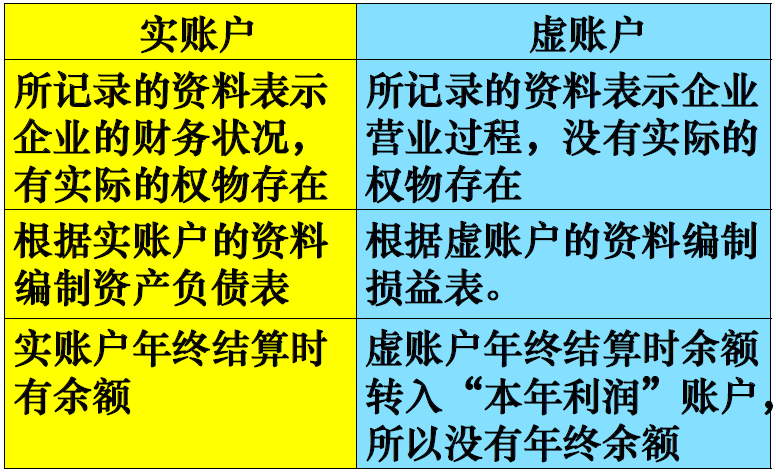 实账户
虚账户
所记录的资料表示
企业的财务状况，
有实际的权物存在
所记录的资料表示企业
营业过程，没有实际的
权物存在
根据实账户的资料
编制资产负债表
根据虚账户的资料编制
损益表。
实账户年终结算时
有余额
虚账户年终结算时余额
转入“本年利润”账户，
所以没有年终余额